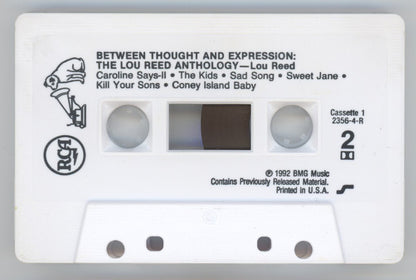 BETWEEN THOUGHT AND EXPRESSION:
THE LOU REED ANTHOLOGY—Lou Reed
Caroline Says-II • The Kids • Sad Song • Sweet Jane •
Kill Your Sons • Coney Island Baby
Cassette 1
2356-4-R
2
RCA
℗ 1992 BMG Music
Contains Previously Released Material.
Printed in U.S.A.